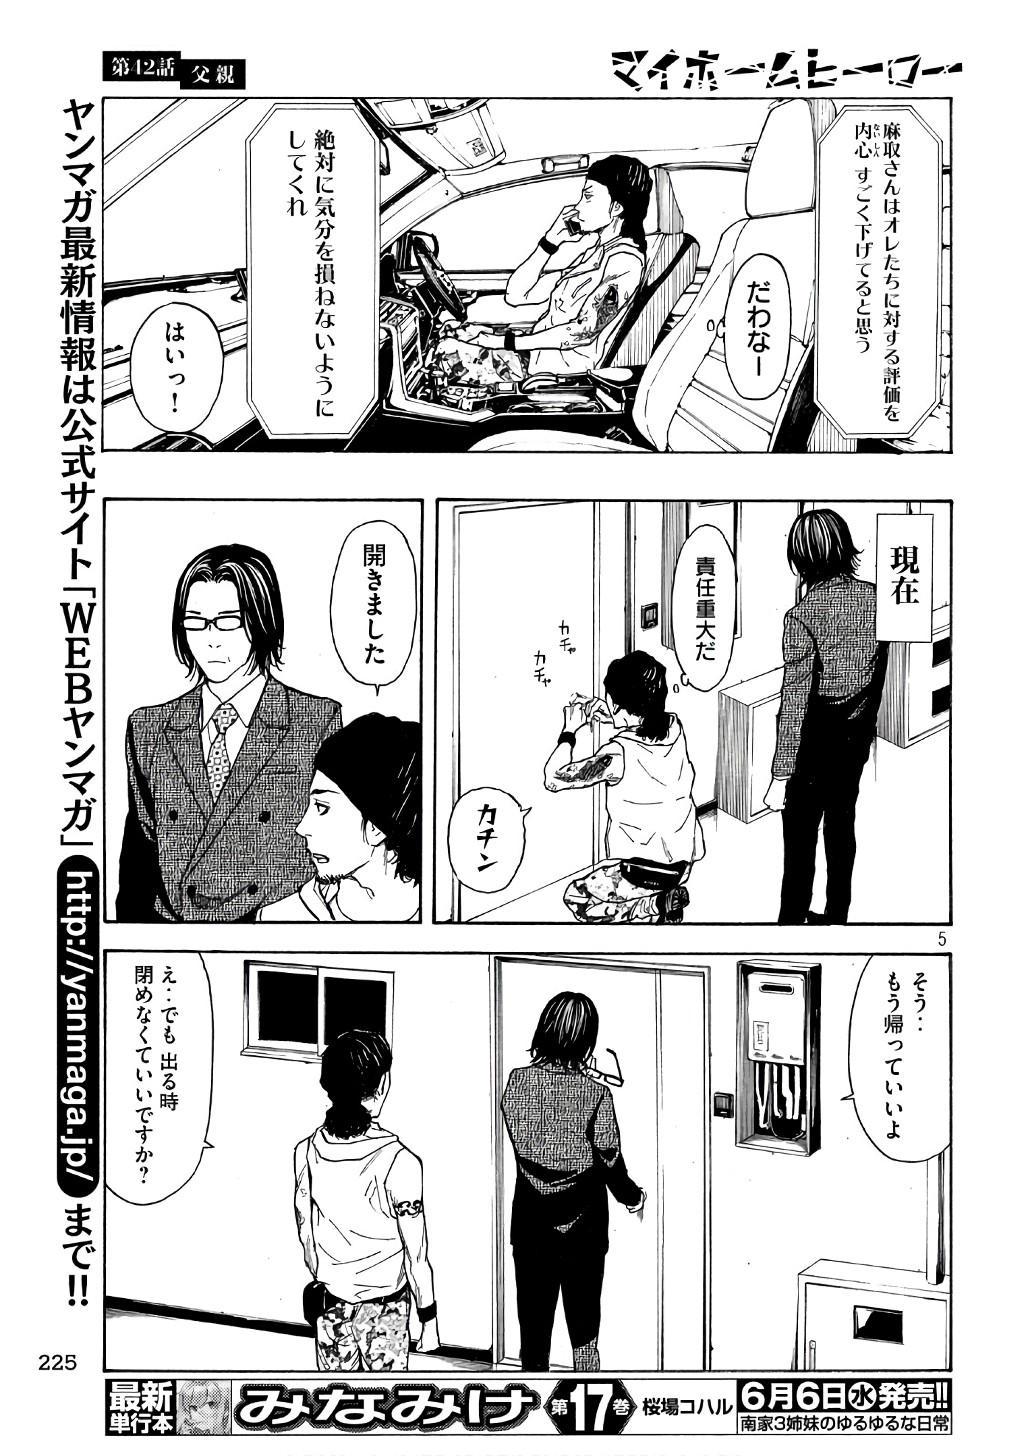 第42話
父親
マイホームヒーロー
麻取さんはオレたちに対する評価を
内心 すごく下げてると思う
ないしん
だわなー
絶対に気分を損ねないように
してくれ
はいっ！
現在
責任重大だ
カチャ
カチャ
カチン
開きました
5
そう‥
もう帰っていいよ
え‥でも 出る時
閉めなくていいですか？
ヤンマガ最新情報は公式サイト「WEBヤンマガ」http://yanmaga.jp/まで!!
225
最新
単行本
みなみけ
第17巻
桜場コハル
6月6日水発売!!
南家3姉妹のゆるゆるな日常